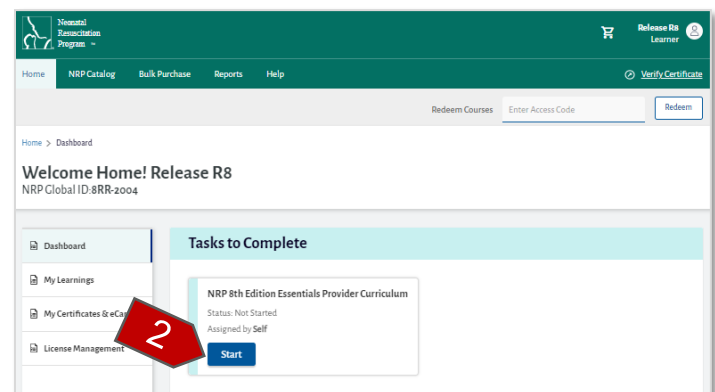 Neonatal
Resuscitation
Program ™
Release R8
Learner
Home NRP Catalog Bulk Purchase Reports Help Verify Certificate
Redeem Courses Enter Access Code Redeem
Home > Dashboard
Welcome Home! Release R8
NRP Global ID:8RR-2004
Dashboard
Tasks to Complete
My Learnings
NRP 8th Edition Essentials Provider Curriculum
My Certificates &
Status: Not Started
Assigned by Self
2
License Management
Start